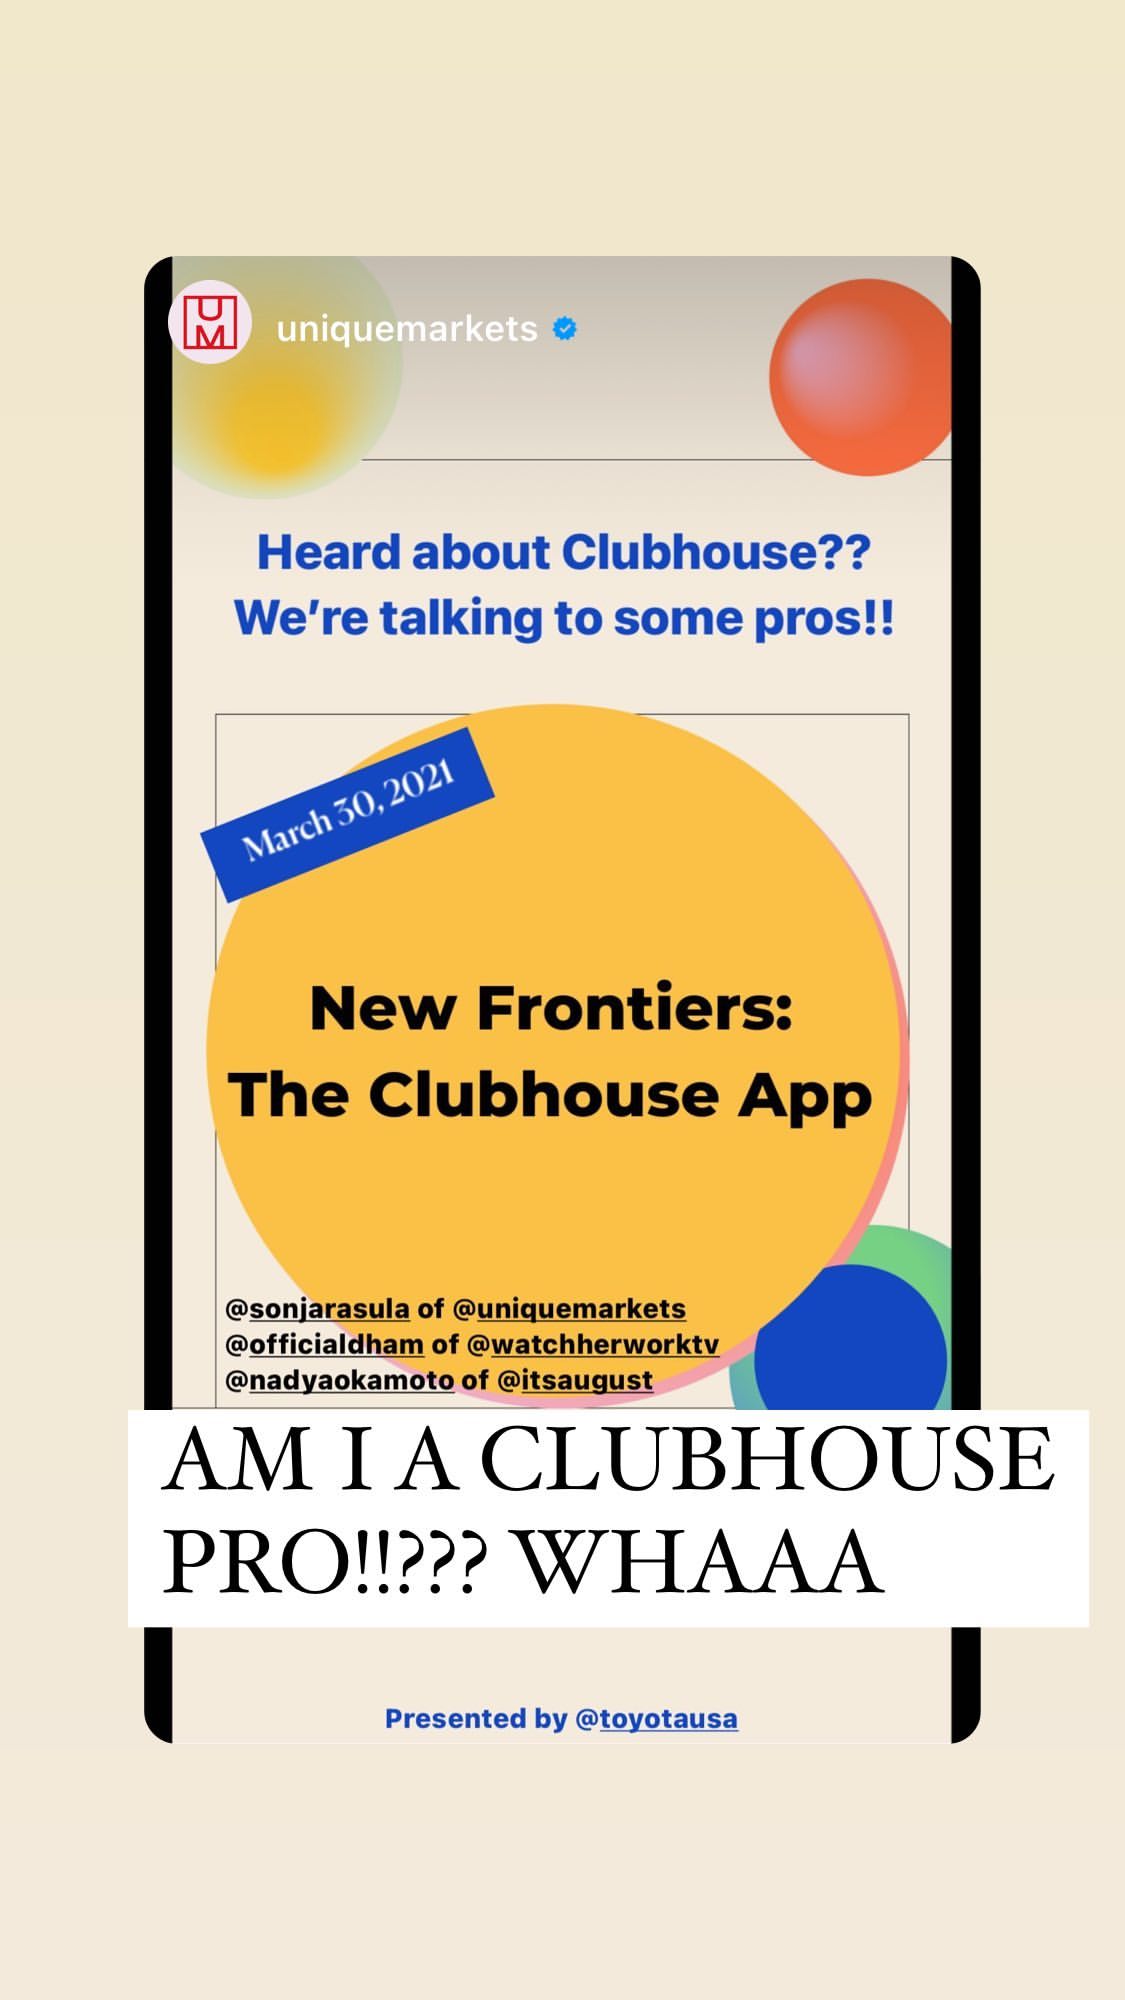 UM
uniquemarkets
Heard about Clubhouse??
We're talking to some pros!!
March 30, 2021
New Frontiers:
The Clubhouse App
@sonjarasula of @uniquemarkets
@officialdham of @watchherworktv
@nadyaokamoto of @itsaugust
AM I A CLUBHOUSE
PRO!!??? WHAAA
Presented by @toyotausa